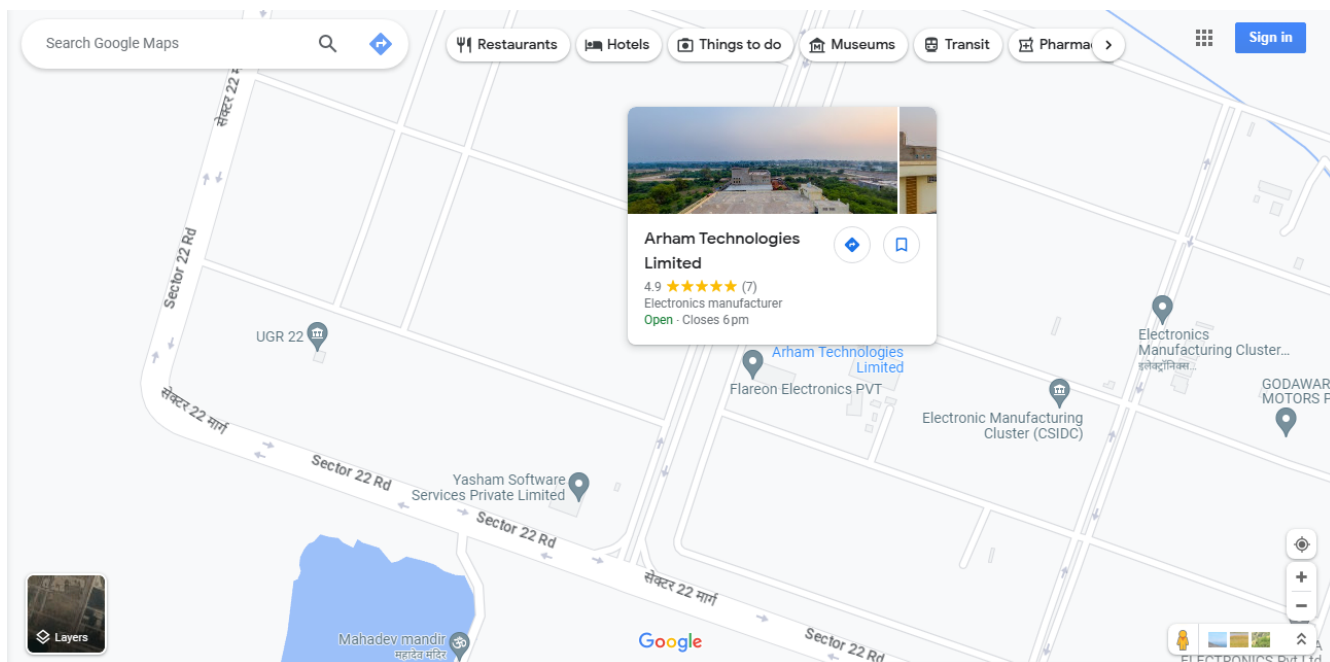 Search Google Maps
Restaurants
Hotels
Things to do
Museums
Transit
Pharma
Sign in
सेक्टर 22 मा
Sector 22 Rd
Arham Technologies
Limited
4.9 (7)
Electronics manufacturer
Open · Closes 6 pm
UGR 22
Arham Technologies
Limited
Flareon Electronics PVT
Electronics
Manufacturing Cluster...
इलेक्ट्रॉनिक्स...
GODAWAR
MOTORS P
Electronic Manufacturing
Cluster (CSIDC)
सेक्टर 22 मार्ग
Sector 22 Rd
Yasham Software
Services Private Limited
Sector 22 Rd
सेक्टर 22 मार्ग
Sector 22 Rd
Mahadev mandir
महादेव मंदिर
Layers
Google
A
ELECTRONICS Pvt Ltd